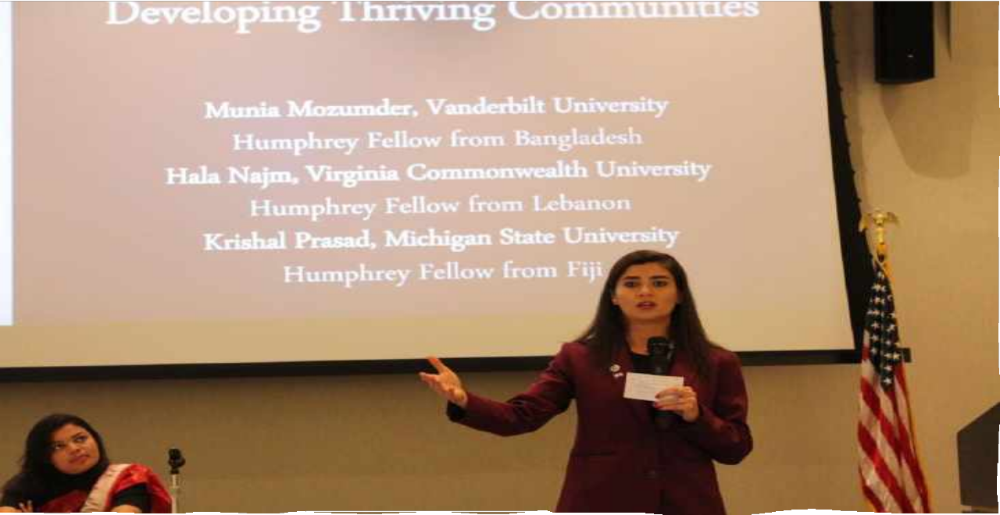 Developing Thriving Communities
Munia Mozumder, Vanderbilt University
Humphrey Fellow from Bangladesh
Hala Najm, Virginia Commonwealth University
Humphrey Fellow from Lebanon
Krishal Prasad, Michigan State University
Humphrey Fellow from Fiji